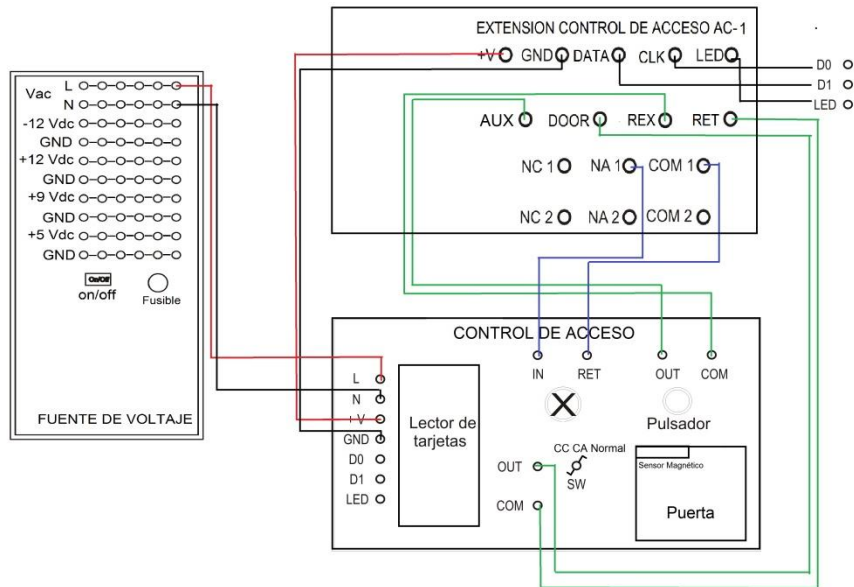 EXTENSION CONTROL DE ACCESO AC-1
+V GND DATA CLK LED
D0
D1
LED
AUX DOOR REX RET
NC 1 NA 1 COM 1
NC 2 NA 2 COM 2
Vac L
N
-12 Vdc
GND
+12 Vdc
GND
+9 Vdc
GND
+5 Vdc
GND
On/Off
on/off
Fusible
FUENTE DE VOLTAJE
CONTROL DE ACCESO
IN RET OUT COM
L
N
+V
GND
D0
D1
LED
Lector de
tarjetas
X
Pulsador
CC CA Normal
SW
OUT
COM
Sensor Magnético
Puerta